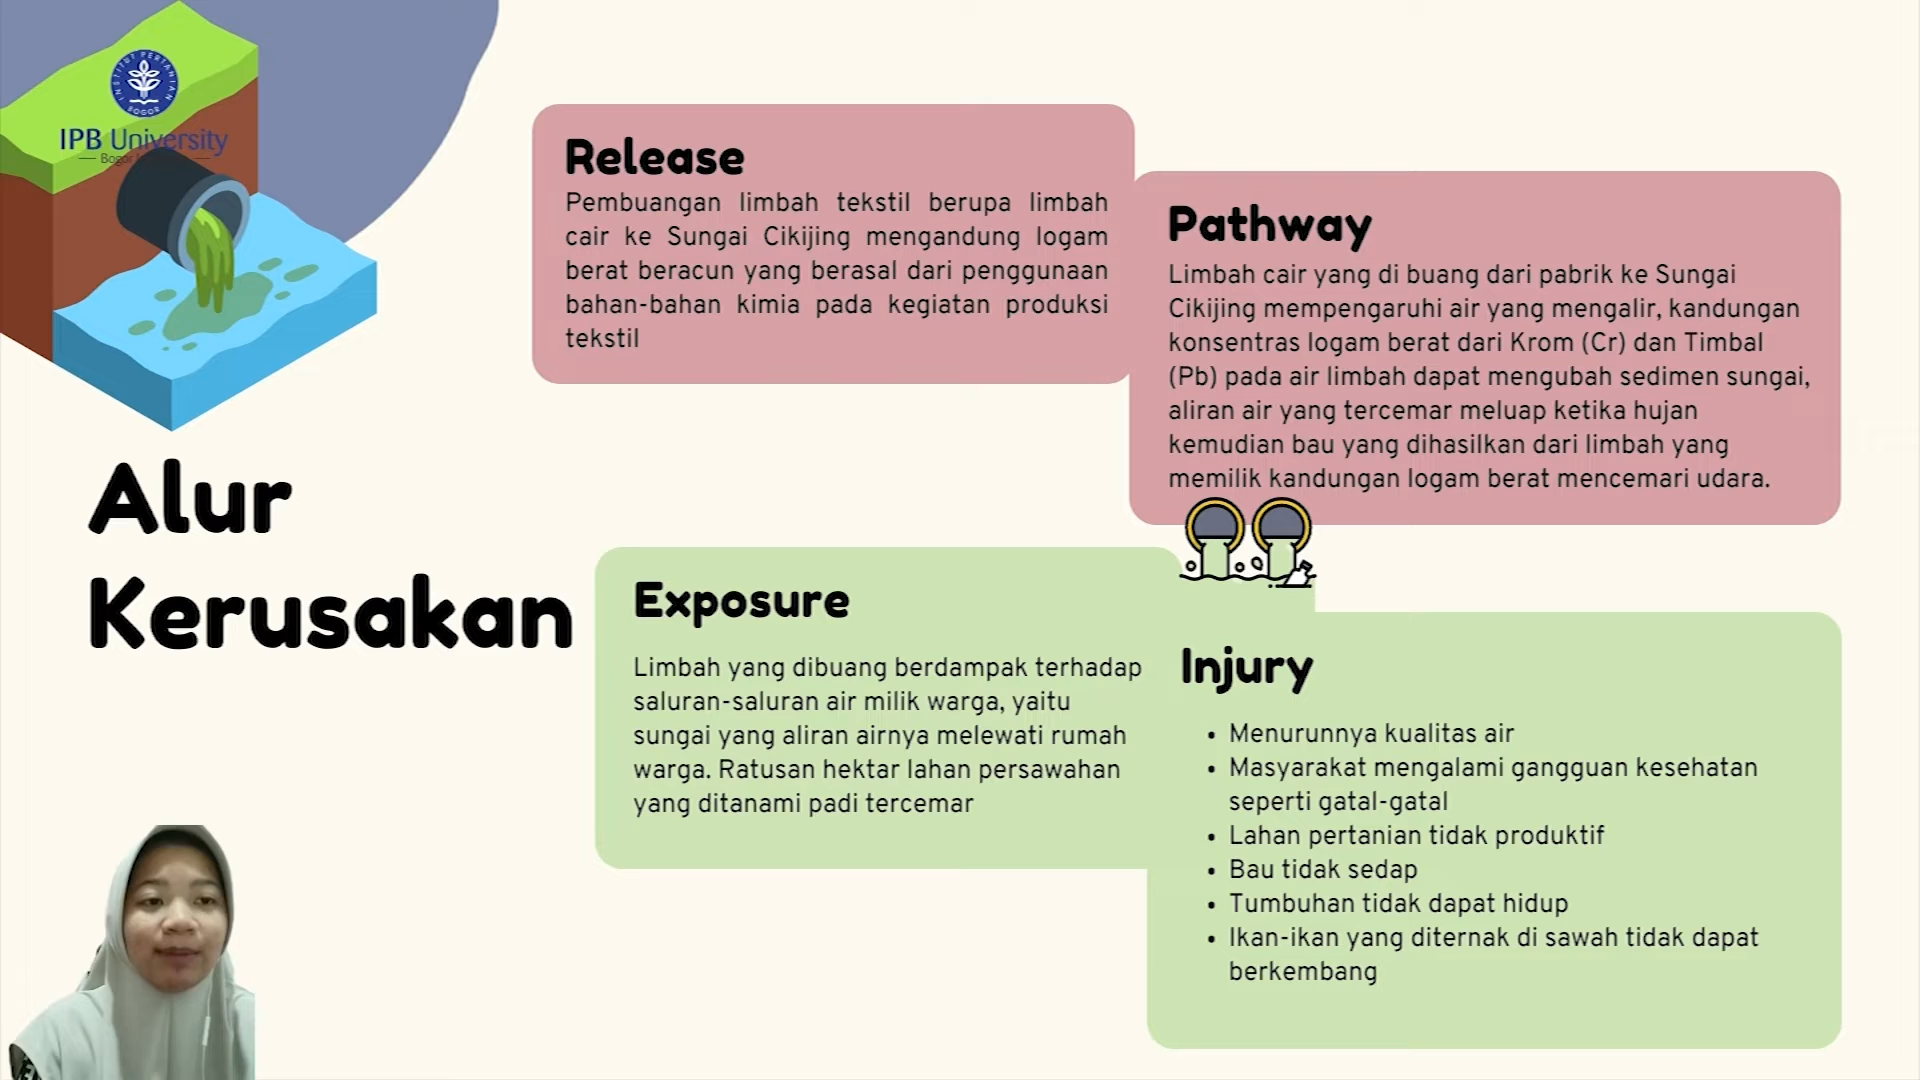 INSTITUT PERTANIAN
BOGOR
IPB University
Bogor
Alur
Kerusakan
Release
Pembuangan limbah tekstil berupa limbah
cair ke Sungai Cikijing mengandung logam
berat beracun yang berasal dari penggunaan
bahan-bahan kimia pada kegiatan produksi
tekstil
Pathway
Limbah cair yang di buang dari pabrik ke Sungai
Cikijing mempengaruhi air yang mengalir, kandungan
konsentras logam berat dari Krom (Cr) dan Timbal
(Pb) pada air limbah dapat mengubah sedimen sungai,
aliran air yang tercemar meluap ketika hujan
kemudian bau yang dihasilkan dari limbah yang
memilik kandungan logam berat mencemari udara.
Exposure
Limbah yang dibuang berdampak terhadap
saluran-saluran air milik warga, yaitu
sungai yang aliran airnya melewati rumah
warga. Ratusan hektar lahan persawahan
yang ditanami padi tercemar
Injury
• Menurunnya kualitas air
• Masyarakat mengalami gangguan kesehatan
seperti gatal-gatal
• Lahan pertanian tidak produktif
• Bau tidak sedap
• Tumbuhan tidak dapat hidup
• Ikan-ikan yang diternak di sawah tidak dapat
berkembang